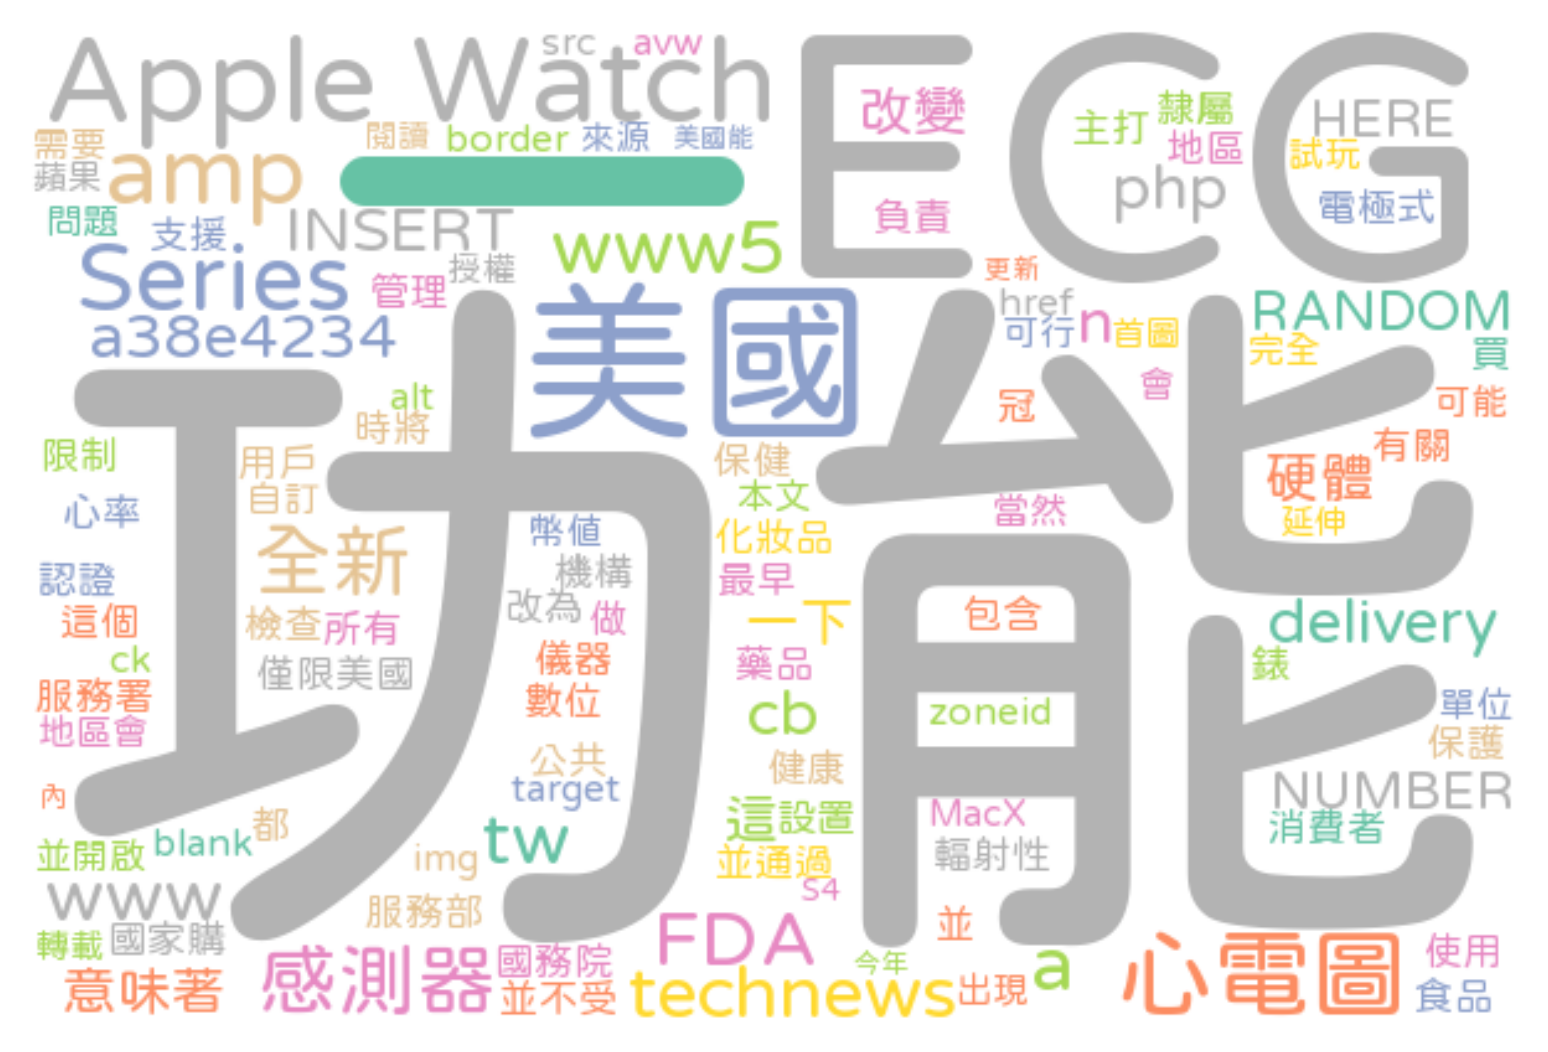 Apple Watch
src
avw
ECG
改變
主打
隸屬
地區
HERE
試玩
php
電極式
負責
需要
蘋果
amp
閱讀
border
來源
美國能
問題
支援
INSERT
www5
Series
管理
授權
更新
a38e4234
美國
href
可行
n
首圖
RANDOM
完全
買
功能
alt
時將
會
冠
可能
限制
用戶
自訂
保健
本文
有關
硬體
延伸
心率
當然
全新
幣值
化妝品
認證
機構
最早
這個
檢查
所有
改為
做
一下
包含
delivery
ck
僅限美國
儀器
藥品
錶
服務署
數位
cb
zoneid
單位
地區會
保護
公共
健康
內
target
NUMBER
都
這
設置
MacX
消費者
並開啟
blank
tw
img
並通過
輻射性
S4
www
服務部
FDA
並
轉載
國家購
感測器
國務院
今年
a
心電圖
使用
意味著
並不受
technews
出現
食品